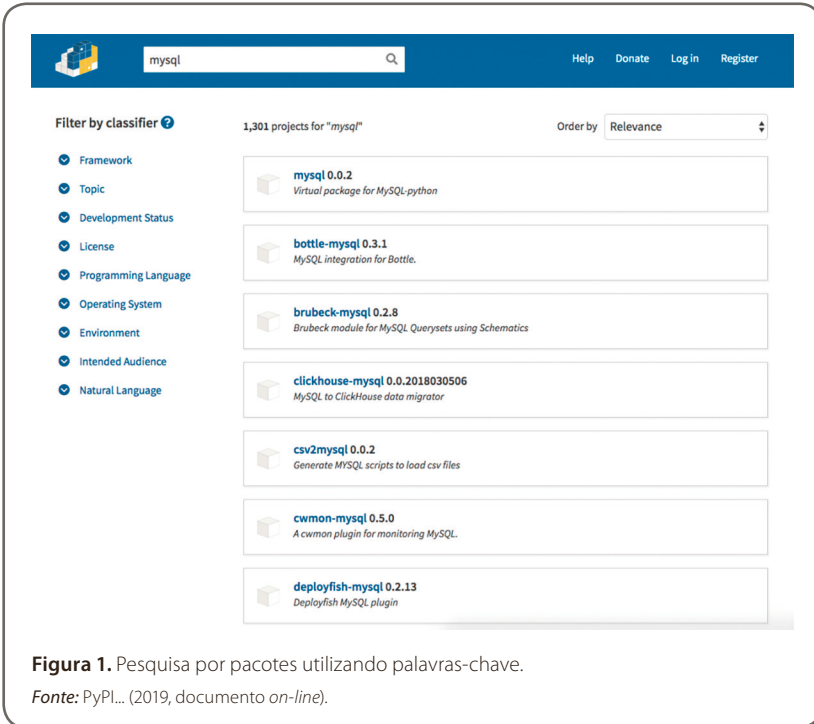 mysql
Help Donate Log in Register
Filter by classifier ?
Framework
Topic
Development Status
License
Programming Language
Operating System
Environment
Intended Audience
Natural Language
1,301 projects for "mysql"
Order by Relevance
mysql 0.0.2
Virtual package for MySQL-python
bottle-mysql 0.3.1
MySQL integration for Bottle.
brubeck-mysql 0.2.8
Brubeck module for MySQL Querysets using Schematics
clickhouse-mysql 0.0.2018030506
MySQL to ClickHouse data migrator
csv2mysql 0.0.2
Generate MYSQL scripts to load csv files
cwmon-mysql 0.5.0
A cwmon plugin for monitoring MySQL.
deployfish-mysql 0.2.13
Deployfish MySQL plugin
Figura 1. Pesquisa por pacotes utilizando palavras-chave.
Fonte: PyPI... (2019, documento on-line).